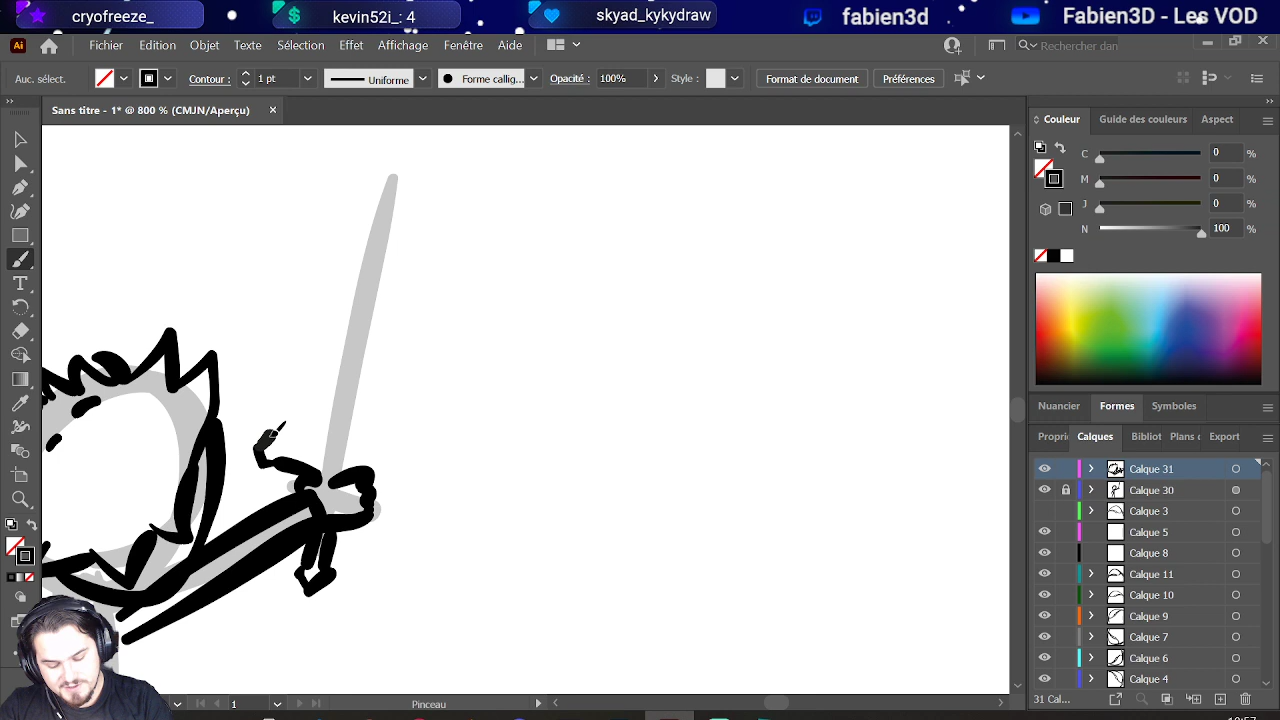 cryofreeze_
kevin52i_: 4
skyad_kykydraw
fabien3d
Fabien3D - Les VOD
Ai
Fichier Edition Objet Texte Sélection Effet Affichage Fenêtre Aide
Rechercher dan
Auc. sélect.
Contour :
1 pt
Uniforme
Forme callig...
Opacité :
100%
Style :
Format de document
Préférences
Sans titre - 1* @ 800 % (CMJN/Aperçu)
Couleur Guide des couleurs Aspect
C 0 %
M 0 %
J 0 %
N 100 %
Nuancier Formes Symboles
Proprié Calques Bibliot Plans d Export
Calque 31
Calque 30
Calque 3
Calque 5
Calque 8
Calque 11
Calque 10
Calque 9
Calque 7
Calque 6
Calque 4
31 Cal...
1
Pinceau